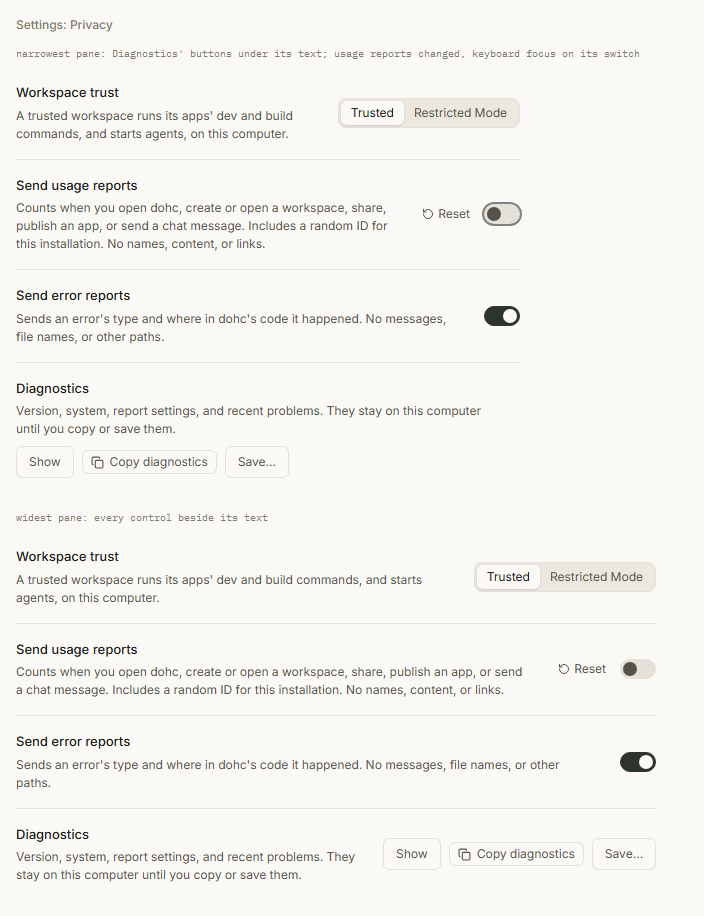 Settings: Privacy
narrowest pane: Diagnostics' buttons under its text; usage reports changed, keyboard focus on its switch
Workspace trust
A trusted workspace runs its apps' dev and build
commands, and starts agents, on this computer.
Trusted
Restricted Mode
Send usage reports
Counts when you open dohc, create or open a workspace, share,
publish an app, or send a chat message. Includes a random ID for
this installation. No names, content, or links.
Reset
Send error reports
Sends an error's type and where in dohc's code it happened. No messages,
file names, or other paths.
Diagnostics
Version, system, report settings, and recent problems. They stay on this computer
until you copy or save them.
Show
Copy diagnostics
Save...
widest pane: every control beside its text
Workspace trust
A trusted workspace runs its apps' dev and build commands, and starts
agents, on this computer.
Trusted
Restricted Mode
Send usage reports
Counts when you open dohc, create or open a workspace, share, publish an app, or send
a chat message. Includes a random ID for this installation. No names, content, or links.
Reset
Send error reports
Sends an error's type and where in dohc's code it happened. No messages, file names, or other
paths.
Diagnostics
Version, system, report settings, and recent problems. They
stay on this computer until you copy or save them.
Show
Copy diagnostics
Save...